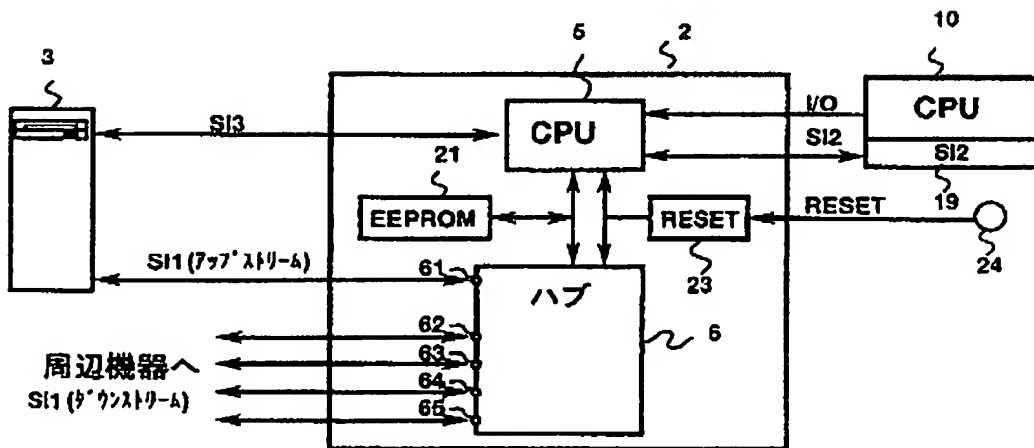 3
5
2
10
CPU
I/O
CPU
SI3
SI2
SI2
21
19
EEPROM
RESET
RESET
23
24
SI1 (アップストリーム)
61
ハブ
62
63
6
周辺機器へ
64
SI1 (ダウンストリーム)
65